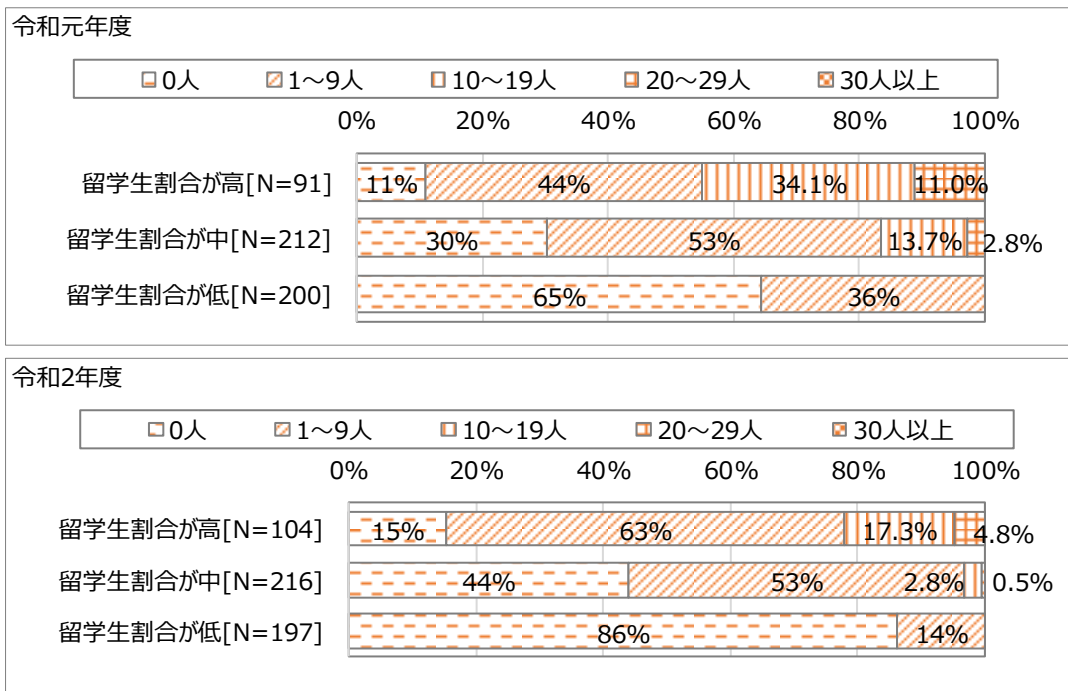 令和元年度
0人 1～9人 10～19人 20～29人 30人以上
0% 20% 40% 60% 80% 100%
留学生割合が高[N=91] 11% 44% 34.1% 11.0%
留学生割合が中[N=212] 30% 53% 13.7% 2.8%
留学生割合が低[N=200] 65% 36%
令和2年度
0人 1～9人 10～19人 20～29人 30人以上
0% 20% 40% 60% 80% 100%
留学生割合が高[N=104] 15% 63% 17.3% 4.8%
留学生割合が中[N=216] 44% 53% 2.8% 0.5%
留学生割合が低[N=197] 86% 14%